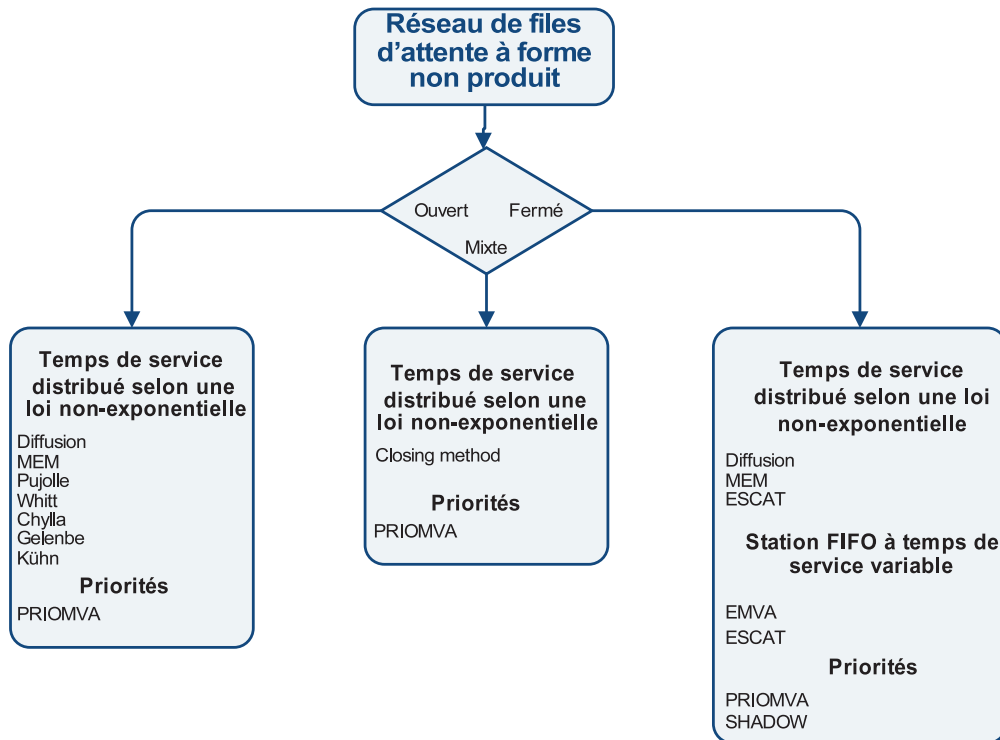 Réseau de files
d'attente à forme
non produit
Ouvert Fermé
Mixte
Temps de service
distribué selon une
loi non-exponentielle
Diffusion
MEM
Pujolle
Whitt
Chylla
Gelenbe
Kühn
Priorités
PRIOMVA
Temps de service
distribué selon une
loi non-exponentielle
Closing method
Priorités
PRIOMVA
Temps de service
distribué selon une loi
non-exponentielle
Diffusion
MEM
ESCAT
Station FIFO à temps de
service variable
EMVA
ESCAT
Priorités
PRIOMVA
SHADOW